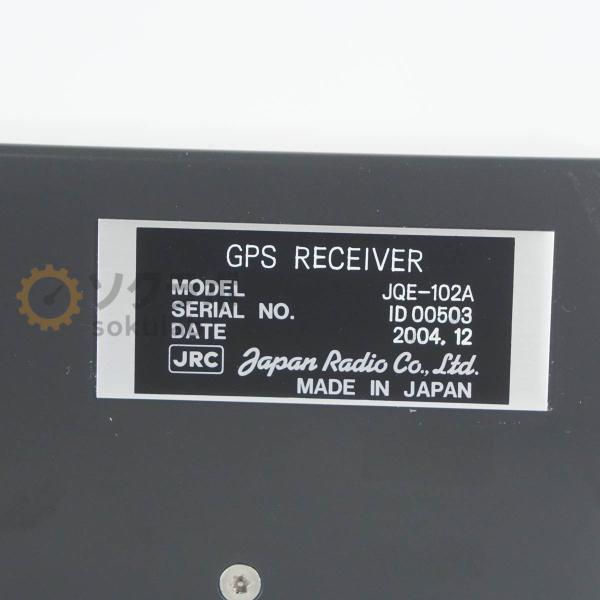 GPS RECEIVER
MODEL JQE-102A
SERIAL NO. ID 00503
DATE 2004. 12
JRC Japan Radio Co., Ltd.
MADE IN JAPAN